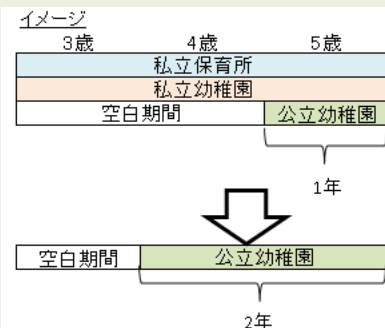 イメージ
3歳 4歳 5歳
私立保育所
私立幼稚園
空白期間 公立幼稚園
1年
空白期間 公立幼稚園
2年